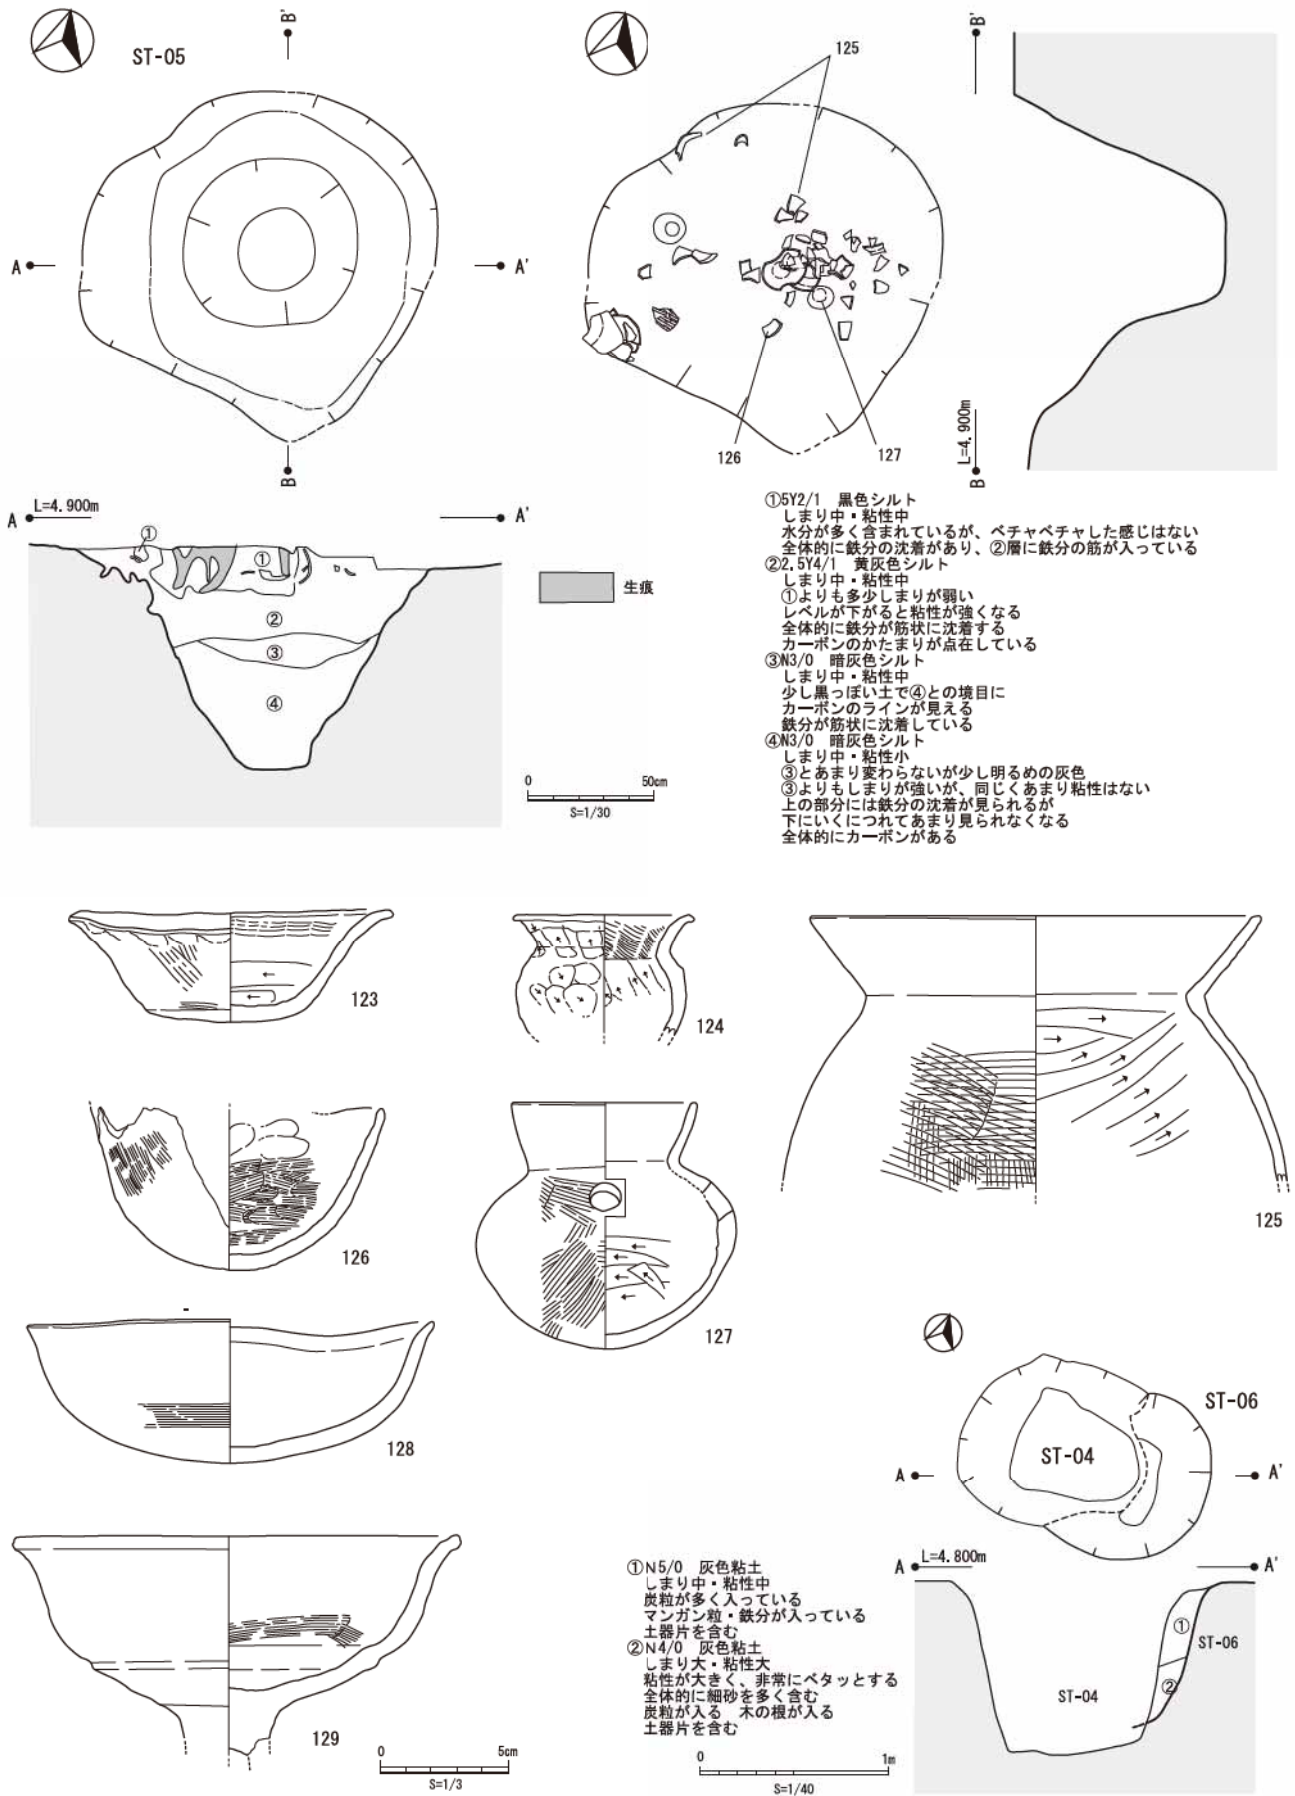 ST-05
B'
A
A'
B
125
126
127
B'
L=4.900m
B
A
L=4.900m
A'
①
①
②
③
④
生痕
0 50cm
S=1/30
①5Y2/1 黒色シルト
しまり中・粘性中
水分が多く含まれているが、ベチャベチャした感じはない
全体的に鉄分の沈着があり、②層に鉄分の筋が入っている
②2.5Y4/1 黄灰色シルト
しまり中・粘性中
①よりも多少しまりが弱い
レベルが下がると粘性が強くなる
全体的に鉄分が筋状に沈着する
カーボンのかたまりが点在している
③N3/0 暗灰色シルト
しまり中・粘性中
少し黒っぽい土で④との境目に
カーボンのラインが見える
鉄分が筋状に沈着している
④N3/0 暗灰色シルト
しまり中・粘性小
③とあまり変わらないが少し明るめの灰色
③よりもしまりが強いが、同じくあまり粘性はない
上の部分には鉄分の沈着が見られるが
下にいくにつれてあまり見られなくなる
全体的にカーボンがある
123
124
125
126
127
128
129
0 5cm
S=1/3
ST-06
ST-04
A
A'
A
L=4.800m
A'
①
ST-06
②
ST-04
①N5/0 灰色粘土
しまり中・粘性中
炭粒が多く入っている
マンガン粒・鉄分が入っている
土器片を含む
②N4/0 灰色粘土
しまり大・粘性大
粘性が大きく、非常にベタッとする
全体的に細砂を多く含む
炭粒が入る 木の根が入る
土器片を含む
0 1m
S=1/40